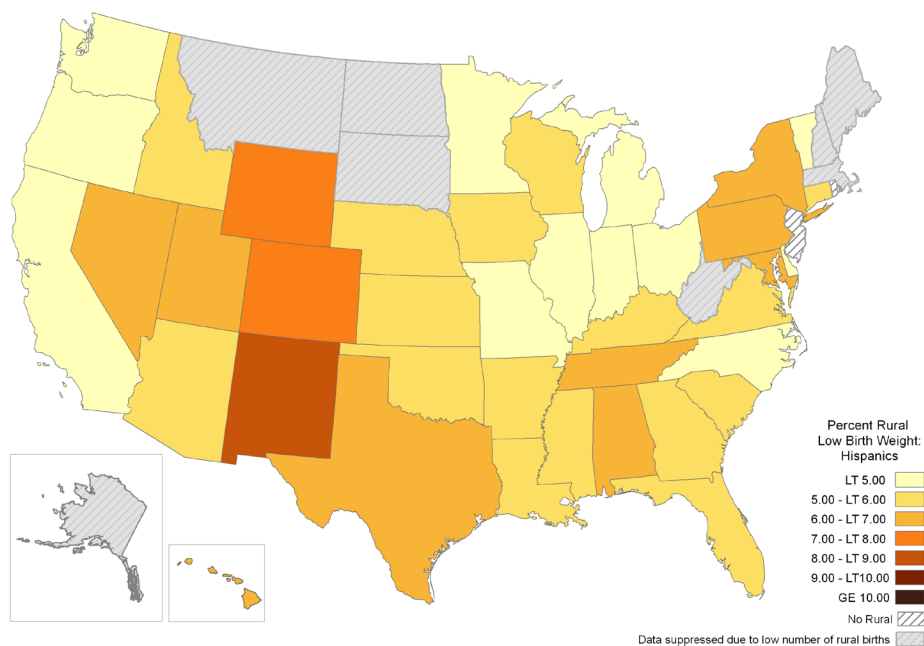 Percent Rural
Low Birth Weight:
Hispanics
LT 5.00
5.00 - LT 6.00
6.00 - LT 7.00
7.00 - LT 8.00
8.00 - LT 9.00
9.00 - LT10.00
GE 10.00
No Rural
Data suppressed due to low number of rural births